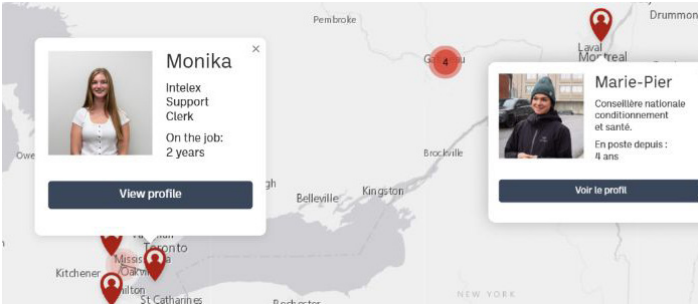 Pembroke
Drummon
Laval
Montreal
4
Monika
×
Intelex
Support
Clerk
On the job:
2 years
View profile
Marie-Pier
Conseillère nationale
conditionnement
et santé.
En poste depuis :
4 ans
Voir le profil
Brockville
Kingston
Belleville
Toronto
Kitchener
St Catharines
NEW YORK